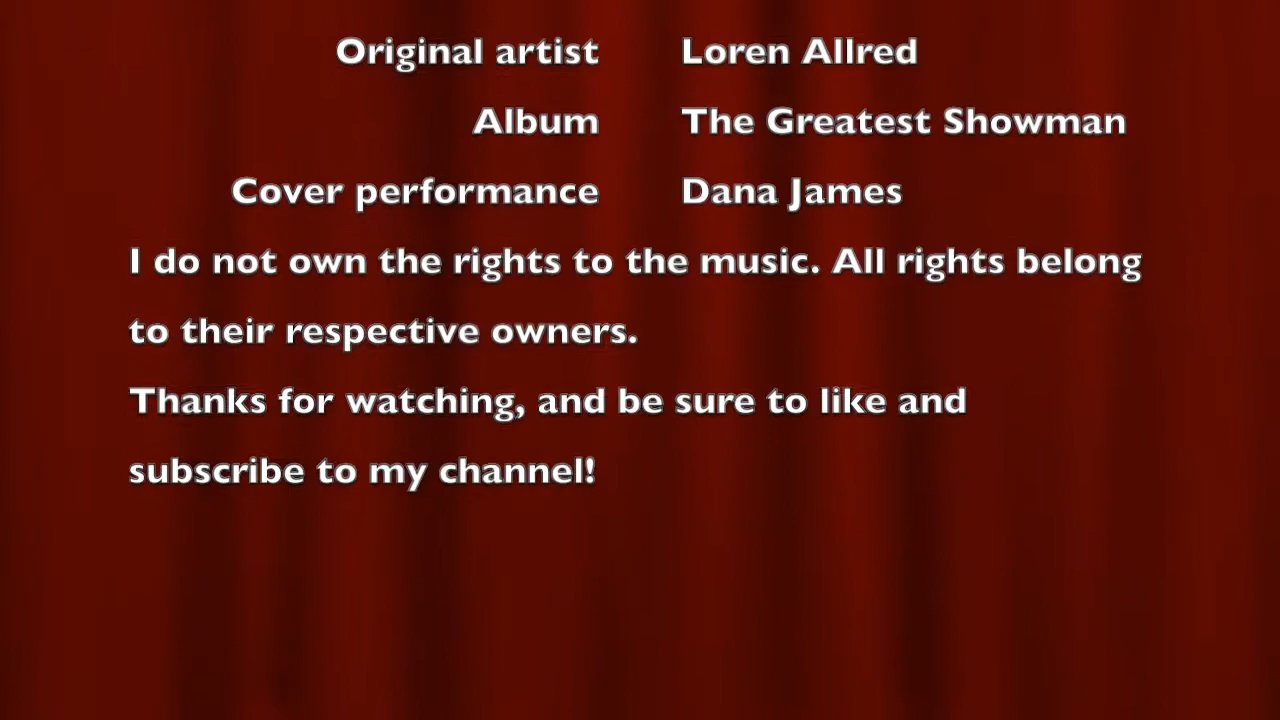 Original artist Loren Allred
Album The Greatest Showman
Cover performance Dana James
I do not own the rights to the music. All rights belong
to their respective owners.
Thanks for watching, and be sure to like and
subscribe to my channel!